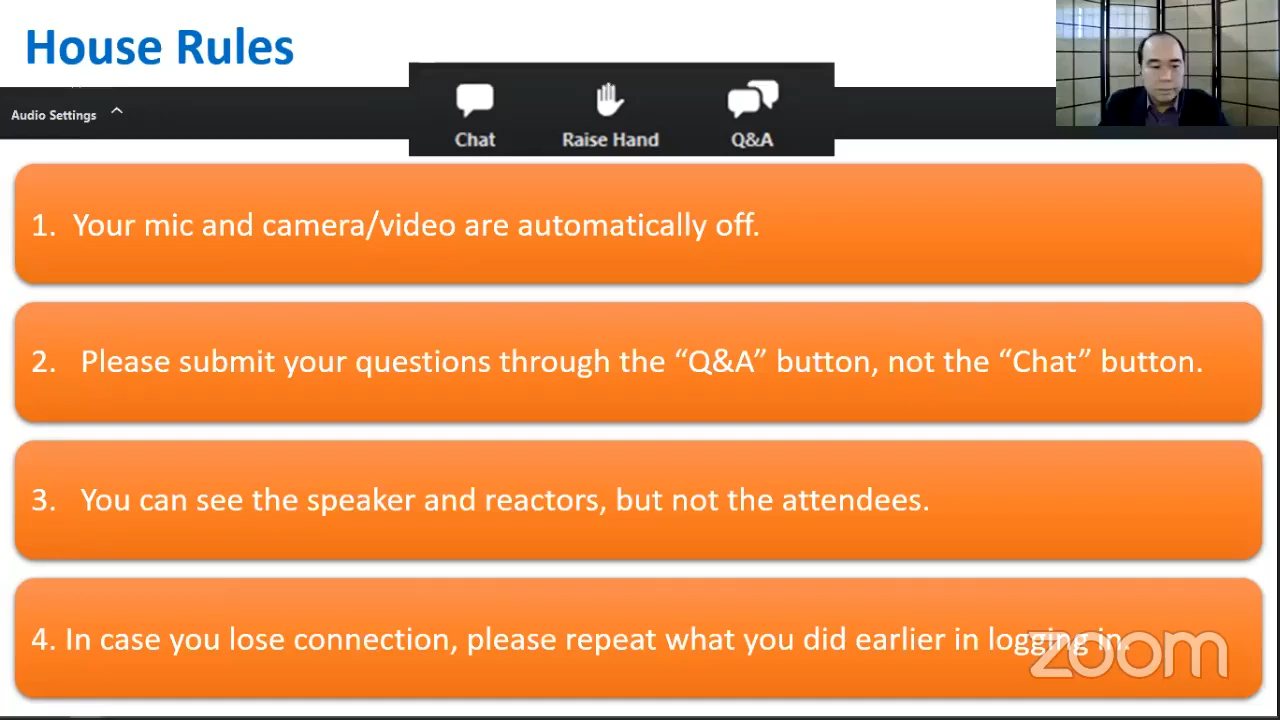 House Rules
Audio Settings
Chat
Raise Hand
Q&A
1. Your mic and camera/video are automatically off.
2. Please submit your questions through the “Q&A” button, not the “Chat” button.
3. You can see the speaker and reactors, but not the attendees.
4. In case you lose connection, please repeat what you did earlier in logging in.
zoom